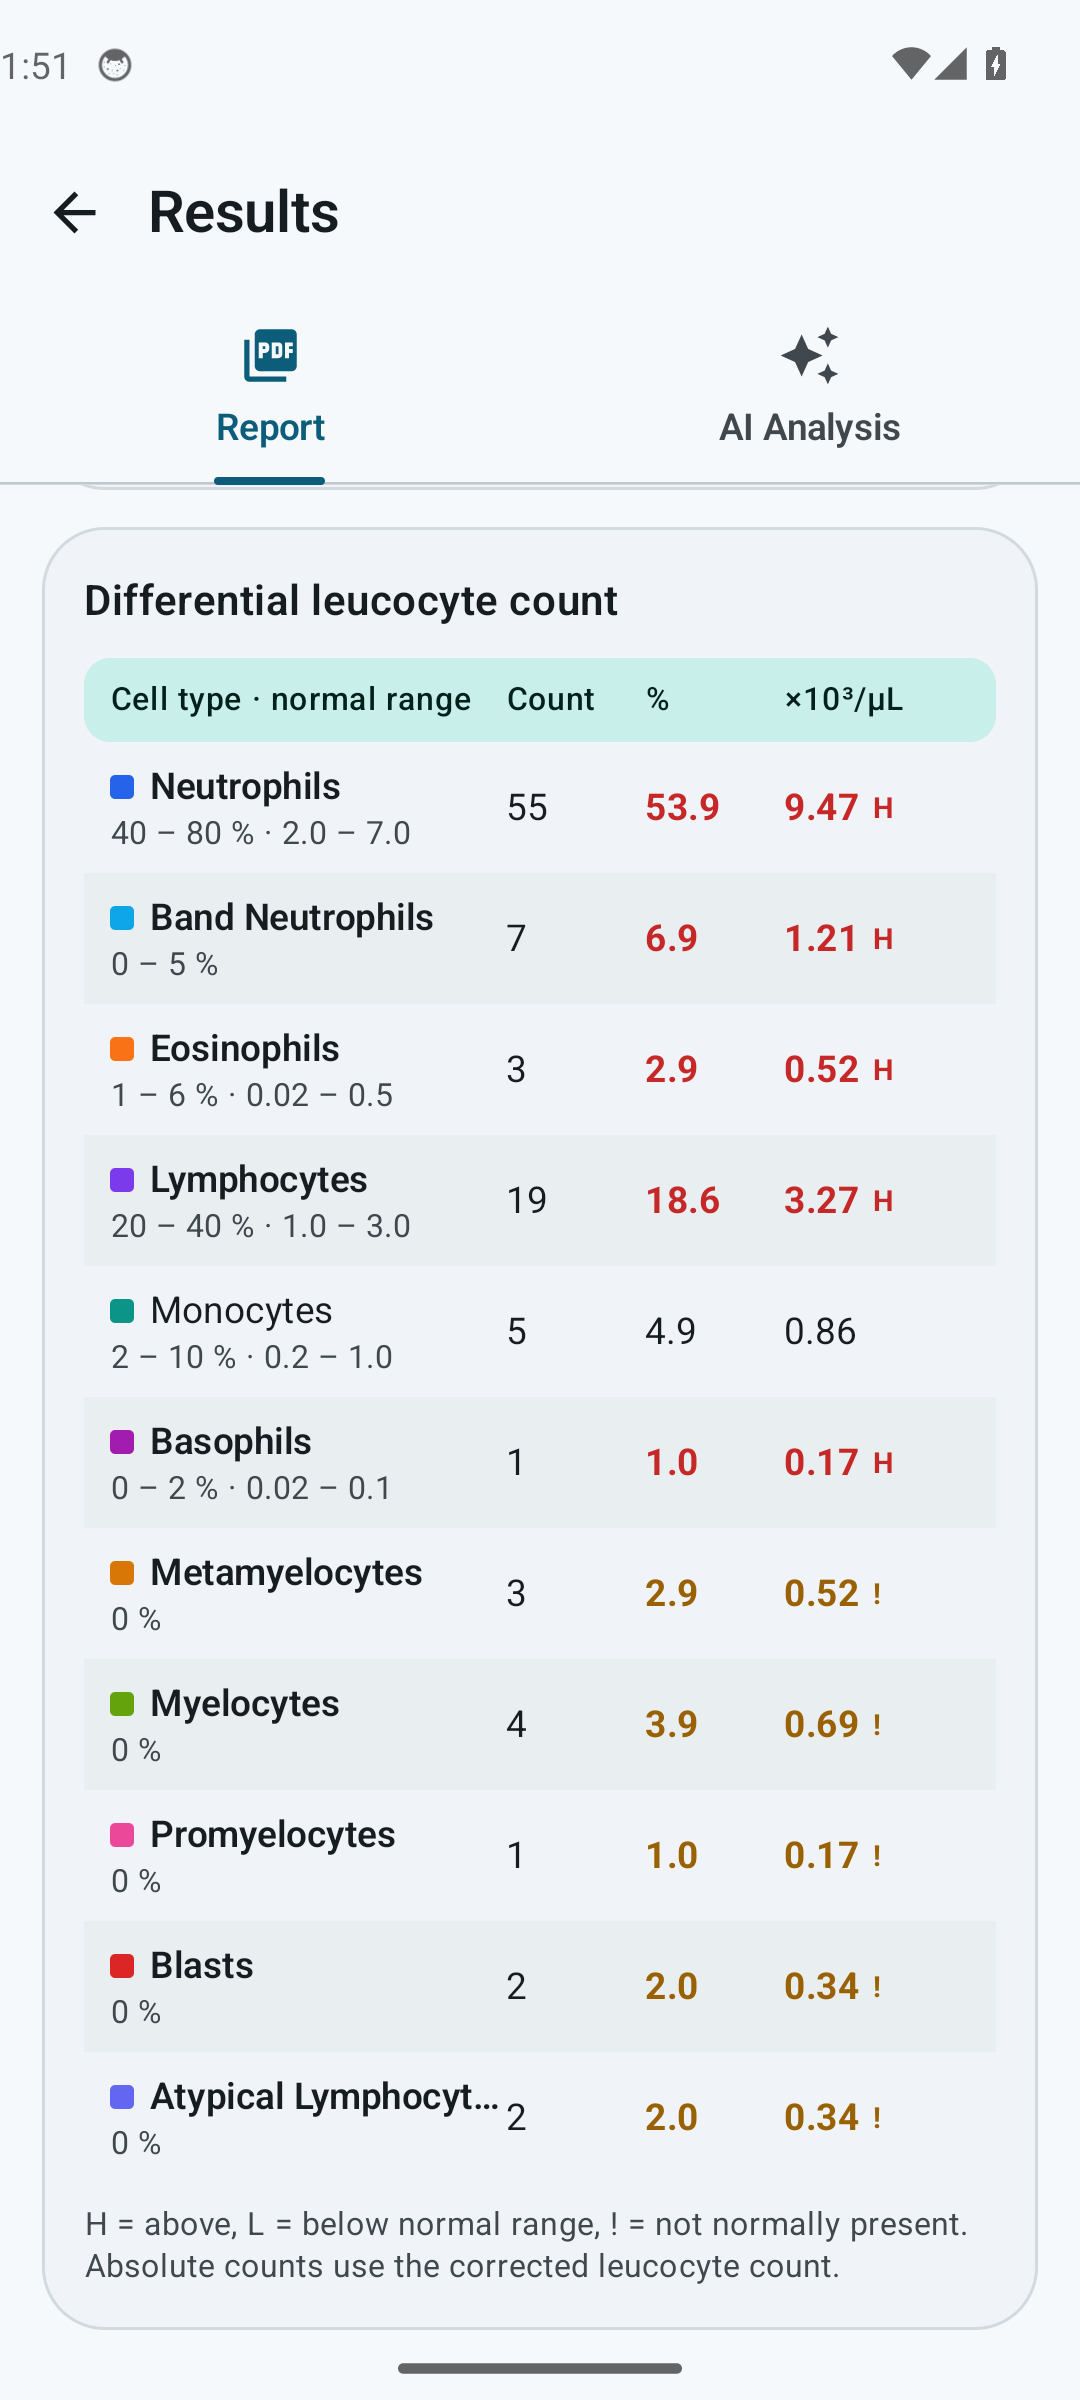 1:51
Results
PDF
Report
AI Analysis
Differential leucocyte count
Cell type · normal range Count % ×10³/µL
Neutrophils
40 – 80 % · 2.0 – 7.0
55 53.9 9.47 H
Band Neutrophils
0 – 5 %
7 6.9 1.21 H
Eosinophils
1 – 6 % · 0.02 – 0.5
3 2.9 0.52 H
Lymphocytes
20 – 40 % · 1.0 – 3.0
19 18.6 3.27 H
Monocytes
2 – 10 % · 0.2 – 1.0
5 4.9 0.86
Basophils
0 – 2 % · 0.02 – 0.1
1 1.0 0.17 H
Metamyelocytes
0 %
3 2.9 0.52 !
Myelocytes
0 %
4 3.9 0.69 !
Promyelocytes
0 %
1 1.0 0.17 !
Blasts
0 %
2 2.0 0.34 !
Atypical Lymphocyt…
0 %
2 2.0 0.34 !
H = above, L = below normal range, ! = not normally present.
Absolute counts use the corrected leucocyte count.